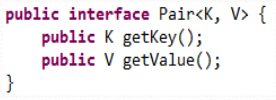 public interface Pair<K, V> {
    public K getKey();
    public V getValue();
}